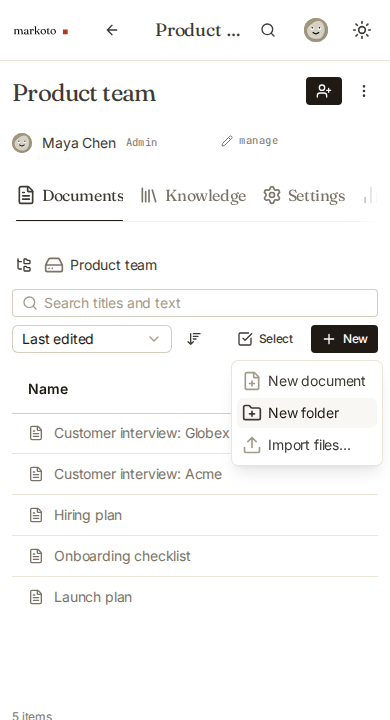 markoto
Product ...
Product team
Maya Chen Admin manage
Documents Knowledge Settings
Product team
Search titles and text
Last edited Select New
New document
Name
New folder
Customer interview: Globex
Import files...
Customer interview: Acme
Hiring plan
Onboarding checklist
Launch plan
5 items